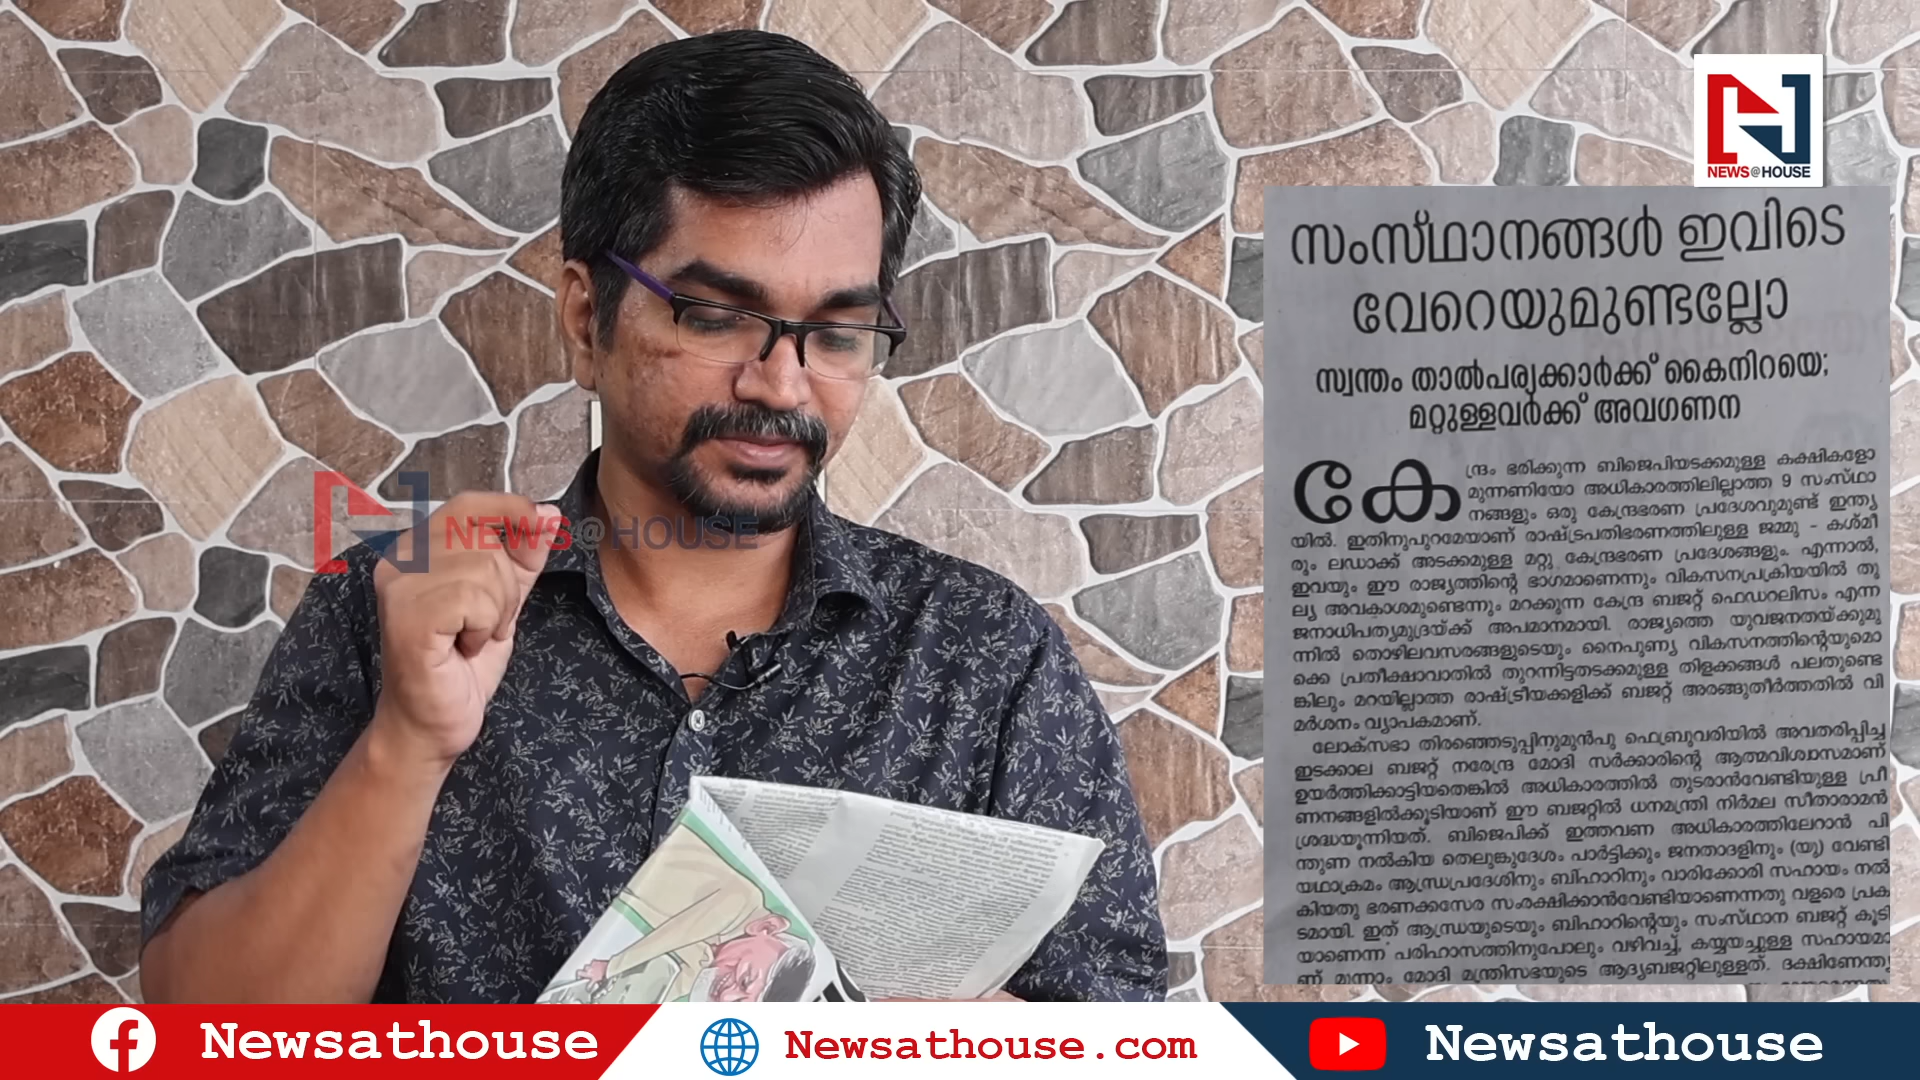 NEWS@HOUSE
സംസ്ഥാനങ്ങൾ ഇവിടെ
വേറെയുമുണ്ടല്ലോ
സ്വന്തം താൽപര്യക്കാർക്ക് കൈനിറയെ;
മറ്റുള്ളവർക്ക് അവഗണന
കേന്ദ്രം ഭരിക്കുന്ന ബിജെപിയടക്കമുള്ള കക്ഷികളോ
മുന്നണിയോ അധികാരത്തിലില്ലാത്ത 9 സംസ്ഥാ
നങ്ങളും ഒരു കേന്ദ്രഭരണ പ്രദേശവുമുണ്ട് ഇന്ത്യ
യിൽ. ഇതിനുപുറമേയാണ് രാഷ്ട്രപതിഭരണത്തിലുള്ള ജമ്മു – കശ്മീ
രും ലഡാക്ക് അടക്കമുള്ള മറ്റു കേന്ദ്രഭരണ പ്രദേശങ്ങളും. എന്നാൽ,
ഇവയും ഈ രാജ്യത്തിന്റെ ഭാഗമാണെന്നും വികസനപ്രക്രിയയിൽ തു
ല്യ അവകാശമുണ്ടെന്നും മറക്കുന്ന കേന്ദ്ര ബജറ്റ് ഫെഡറലിസം എന്ന
ജനാധിപത്യമുദ്രയ്ക്ക് അപമാനമായി. രാജ്യത്തെ യുവജനതയ്ക്കുമു
ന്നിൽ തൊഴിലവസരങ്ങളുടെയും നൈപുണ്യ വികസനത്തിന്റെയുമൊ
ക്കെ പ്രതീക്ഷാവാതിൽ തുറന്നിട്ടതടക്കമുള്ള തിളക്കങ്ങൾ പലതുണ്ടെ
ങ്കിലും മറയില്ലാത്ത രാഷ്ട്രീയക്കളിക്ക് ബജറ്റ് അരങ്ങുതീർത്തതിൽ വി
മർശനം വ്യാപകമാണ്.
ലോക്സഭാ തിരഞ്ഞെടുപ്പിനുമുൻപു ഫെബ്രുവരിയിൽ അവതരിപ്പിച്ച
ഇടക്കാല ബജറ്റ് നരേന്ദ്ര മോദി സർക്കാരിന്റെ ആത്മവിശ്വാസമാണ്
ഉയർത്തിക്കാട്ടിയതെങ്കിൽ അധികാരത്തിൽ തുടരാൻവേണ്ടിയുള്ള പ്രീ
ണനങ്ങളിൽക്കൂടിയാണ് ഈ ബജറ്റിൽ ധനമന്ത്രി നിർമല സീതാരാമൻ
ശ്രദ്ധയൂന്നിയത്. ബിജെപിക്ക് ഇത്തവണ അധികാരത്തിലേറാൻ പി
ന്തുണ നൽകിയ തെലുങ്കുദേശം പാർട്ടിക്കും ജനതാദളിനും (യു) വേണ്ടി
യഥാക്രമം ആന്ധ്രപ്രദേശിനും ബിഹാറിനും വാരിക്കോരി സഹായം നൽ
കിയതു ഭരണക്കസേര സംരക്ഷിക്കാൻവേണ്ടിയാണെന്നതു വളരെ പ്രക
ടമായി. ഇത് ആന്ധ്രയുടെയും ബിഹാറിന്റെയും സംസ്ഥാന ബജറ്റ് കൂടി
യാണെന്ന പരിഹാസത്തിനുപോലും വഴിവച്ച്, കയ്യയച്ചുള്ള സഹായമാ
ണ് മൂന്നാം മോദി മന്ത്രിസഭയുടെ ആദ്യബജറ്റിലുള്ളത്. ദക്ഷിണേന്ത്യ
NEWS@HOUSE
Newsathouse
Newsathouse.com
Newsathouse